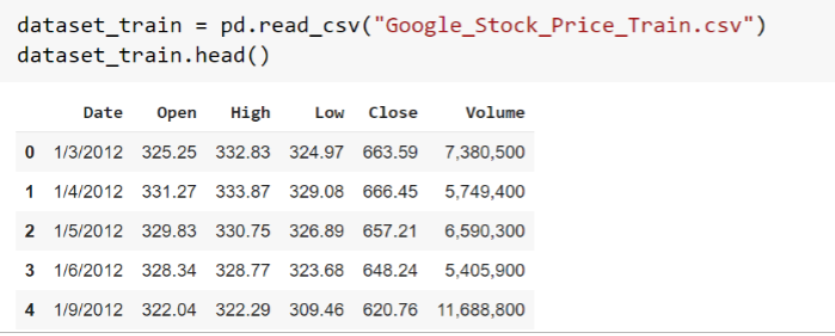 dataset_train = pd.read_csv("Google_Stock_Price_Train.csv")
dataset_train.head()
Date Open High Low Close Volume
0 1/3/2012 325.25 332.83 324.97 663.59 7,380,500
1 1/4/2012 331.27 333.87 329.08 666.45 5,749,400
2 1/5/2012 329.83 330.75 326.89 657.21 6,590,300
3 1/6/2012 328.34 328.77 323.68 648.24 5,405,900
4 1/9/2012 322.04 322.29 309.46 620.76 11,688,800